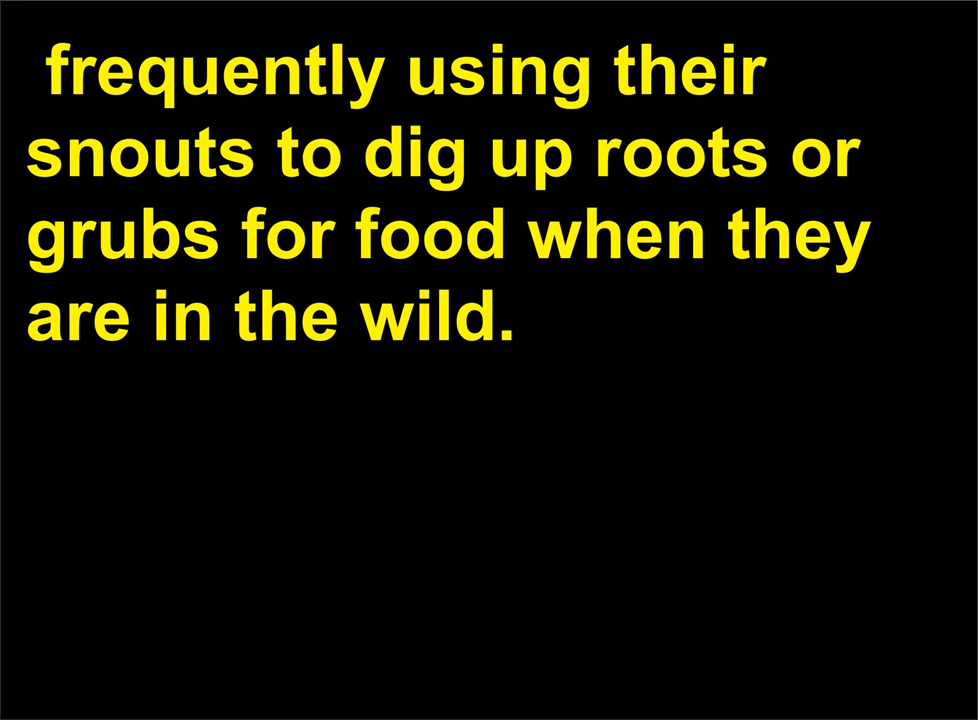 frequently using their
snouts to dig up roots or
grubs for food when they
are in the wild.